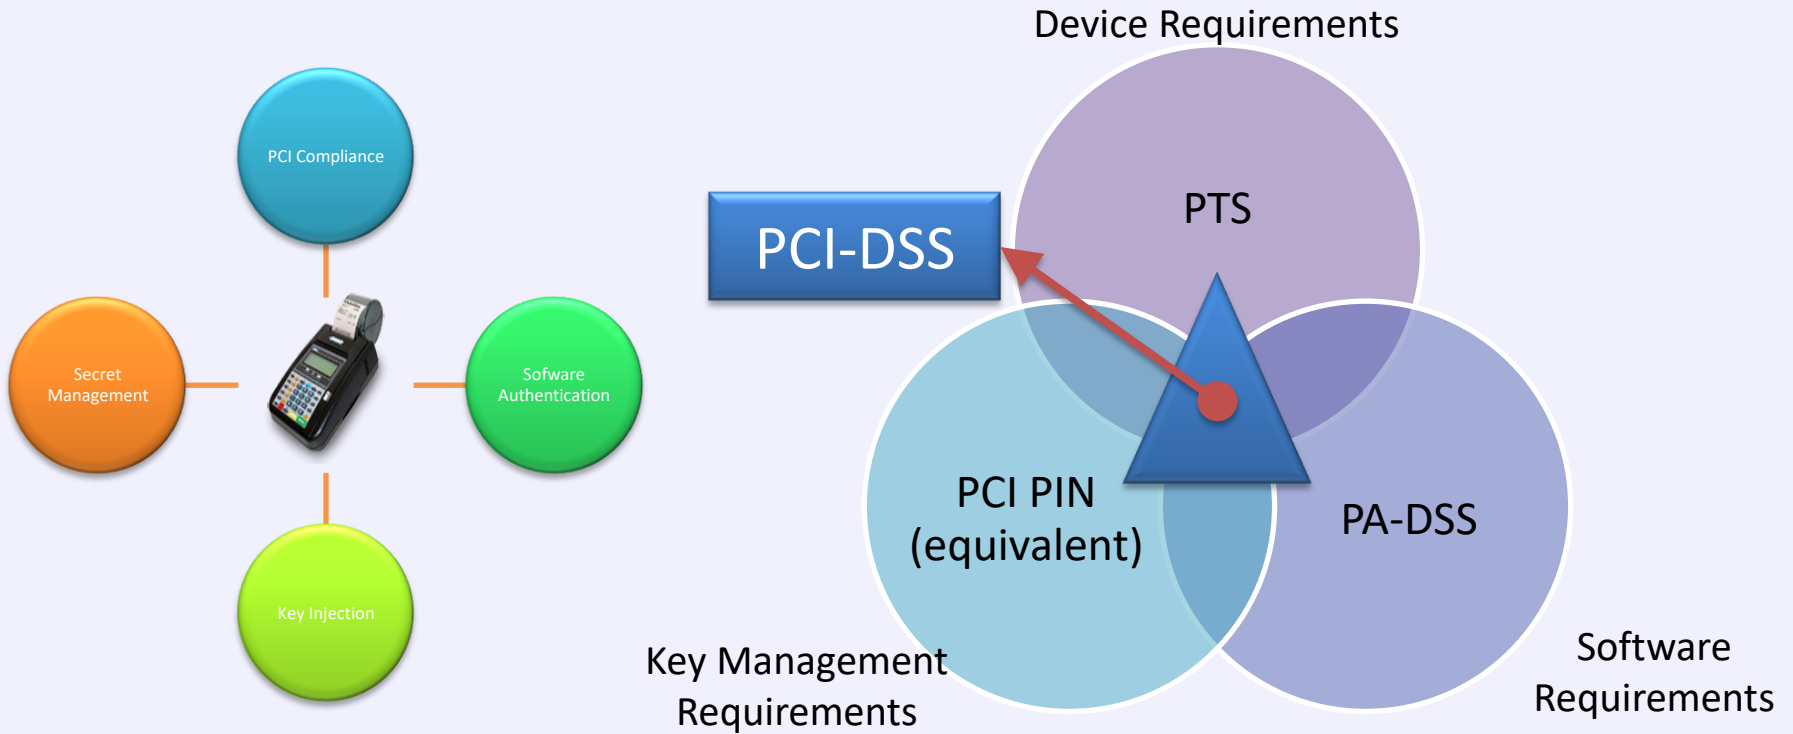 PCI Compliance
Secret
Management
Sofware
Authentication
Key Injection
Device Requirements
PTS
PCI-DSS
PCI PIN
(equivalent)
PA-DSS
Key Management
Requirements
Software
Requirements